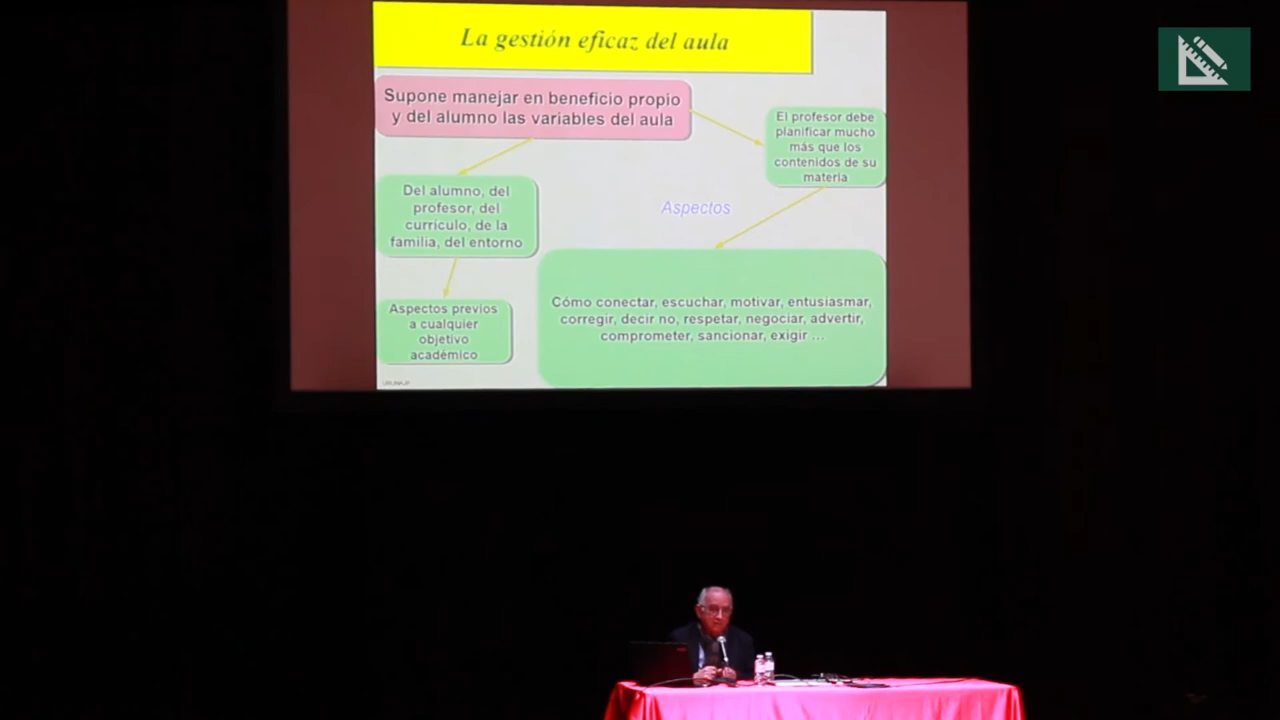 La gestión eficaz del aula
Supone manejar en beneficio propio
y del alumno las variables del aula
El profesor debe
planificar mucho
más que los
contenidos de su
materia
Del alumno, del
profesor, del
currículo, de la
familia, del entorno
Aspectos
Aspectos previos
a cualquier
objetivo
académico
Cómo conectar, escuchar, motivar, entusiasmar,
corregir, decir no, respetar, negociar, advertir,
comprometer, sancionar, exigir ...